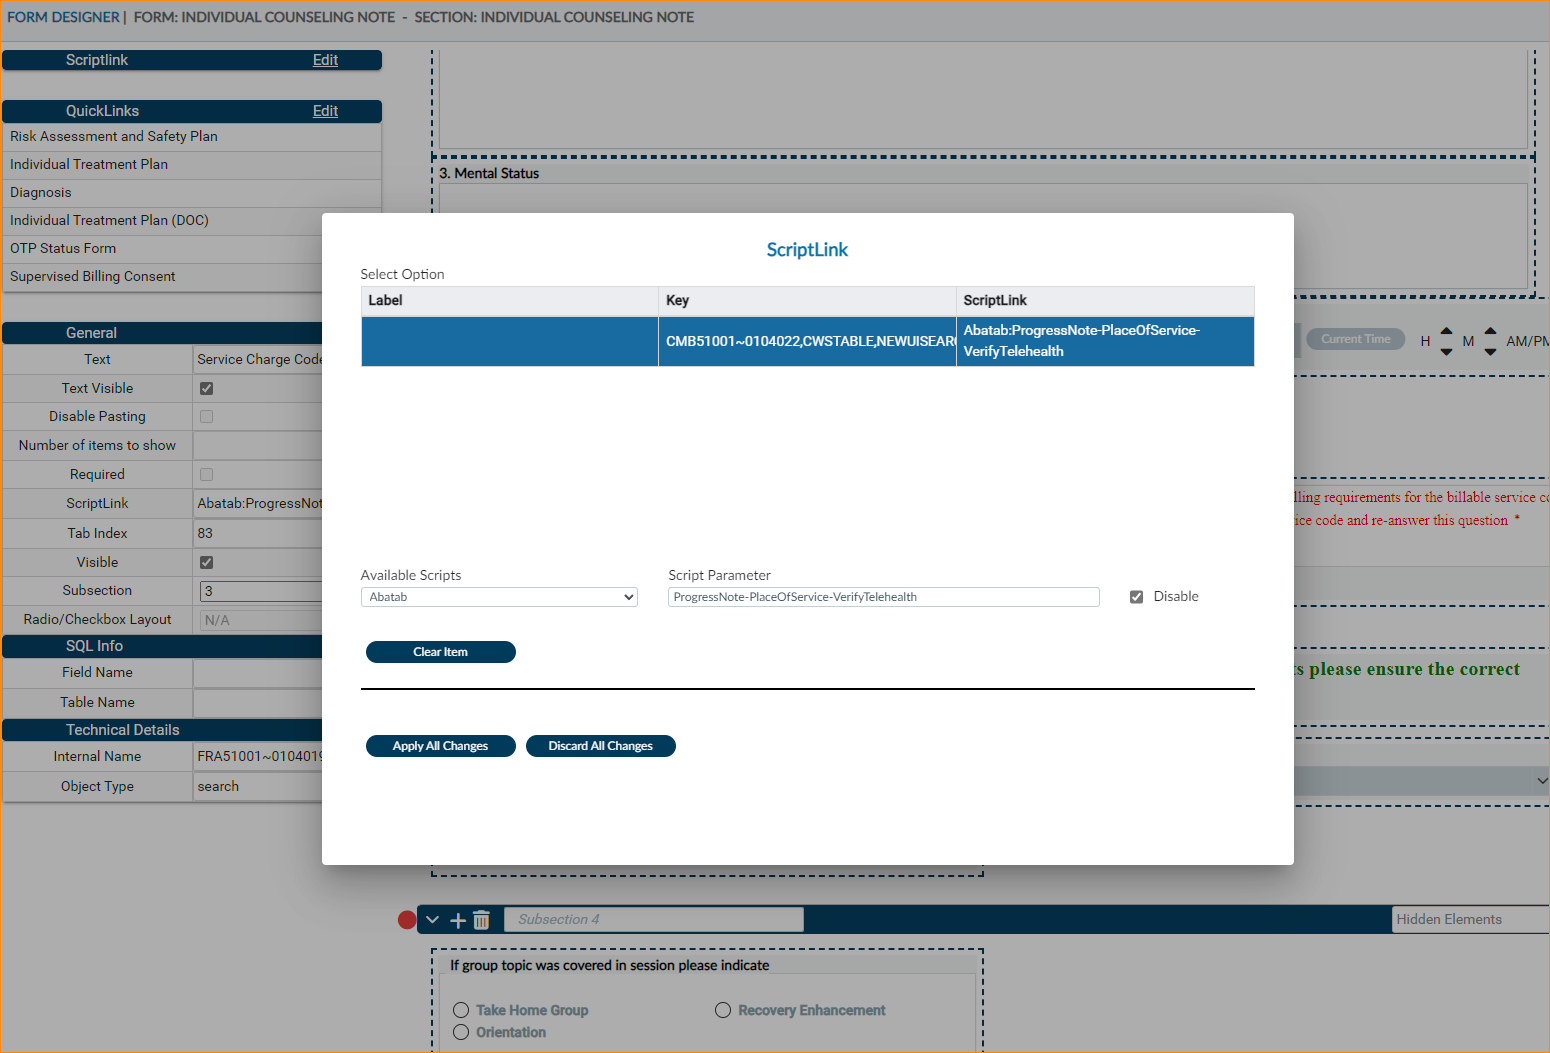 FORM DESIGNER | FORM: INDIVIDUAL COUNSELING NOTE - SECTION: INDIVIDUAL COUNSELING NOTE
Scriptlink Edit
QuickLinks Edit
Risk Assessment and Safety Plan
Individual Treatment Plan
Diagnosis
Individual Treatment Plan (DOC)
OTP Status Form
Supervised Billing Consent
General
Text Service Charge Code
Text Visible
Disable Pasting
Number of items to show
Required
ScriptLink Abatab:ProgressNot
Tab Index 83
Visible
Subsection 3
Radio/Checkbox Layout N/A
SQL Info
Field Name
Table Name
Technical Details
Internal Name FRA51001~0104019
Object Type search
3. Mental Status
ScriptLink
Select Option
Label Key ScriptLink
CMB51001~0104022,CWSTABLE,NEWUISEAR Abatab:ProgressNote-PlaceOfService-
VerifyTelehealth
Available Scripts Script Parameter
Abatab ProgressNote-PlaceOfService-VerifyTelehealth Disable
Clear Item
Apply All Changes Discard All Changes
Current Time H M AM/PM
lling requirements for the billable service co
ice code and re-answer this question *
s please ensure the correct
Subsection 4 Hidden Elements
If group topic was covered in session please indicate
Take Home Group Recovery Enhancement
Orientation